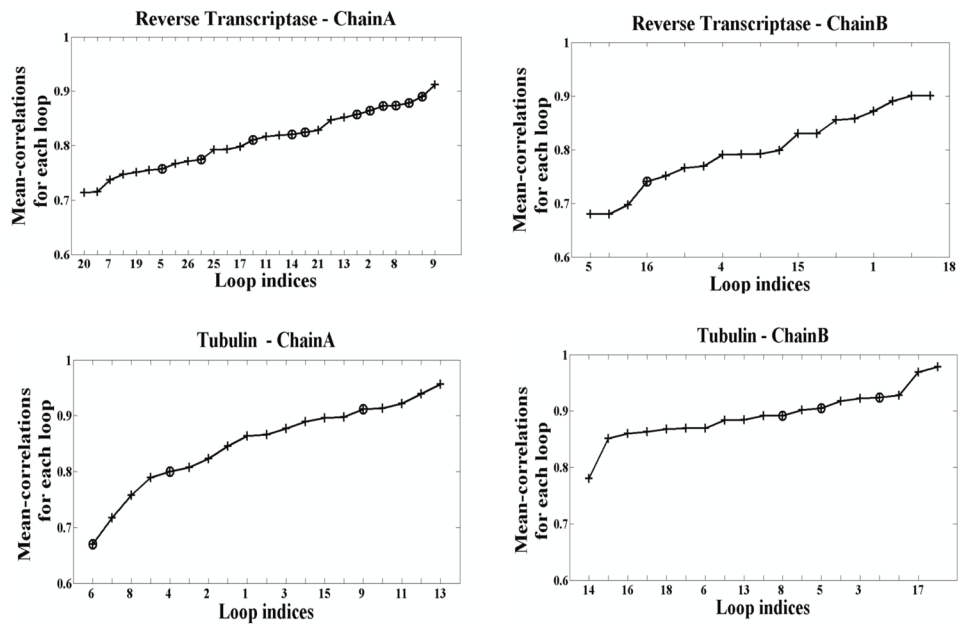 Reverse Transcriptase - ChainA
Mean-correlations
for each loop
1
0.9
0.8
0.7
0.6
20 7 19 5 26 25 17 11 14 21 13 2 8 9
Loop indices
Reverse Transcriptase - ChainB
Mean-correlations
for each loop
1
0.9
0.8
0.7
0.6
5 16 4 15 1 18
Loop indices
Tubulin - ChainA
Mean-correlations
for each loop
1
0.9
0.8
0.7
0.6
6 8 4 2 1 3 15 9 11 13
Loop indices
Tubulin - ChainB
Mean-correlations
for each loop
1
0.9
0.8
0.7
0.6
14 16 18 6 13 8 5 3 17
Loop indices